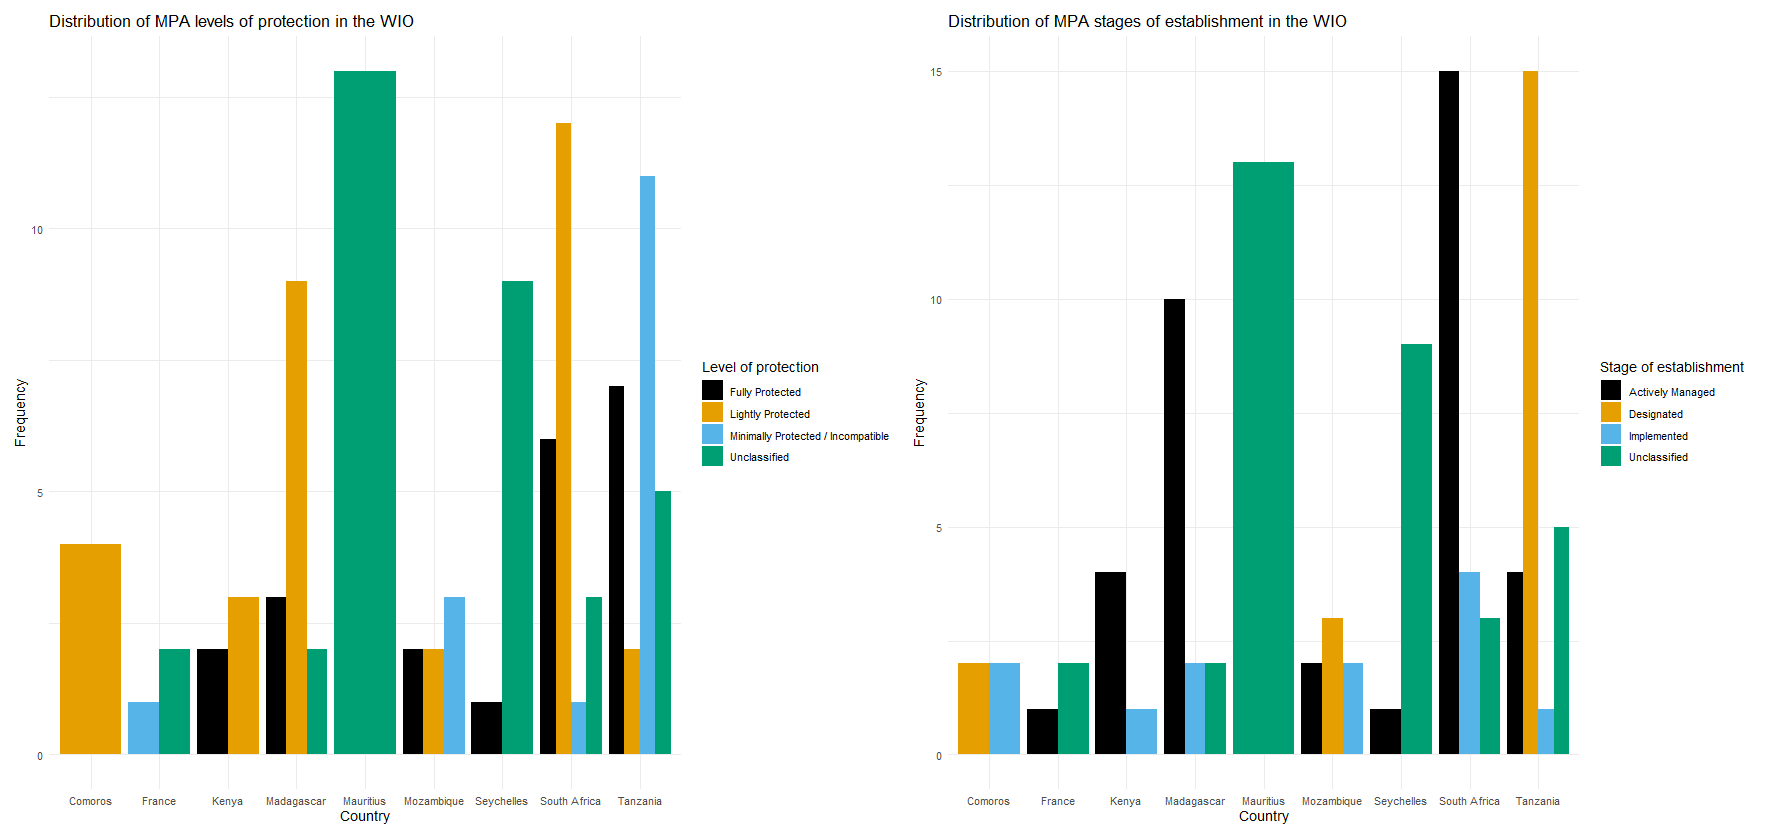 Distribution of MPA levels of protection in the WIO
10
5
0
Frequency
Comoros France Kenya Madagascar Mauritius Mozambique Seychelles South Africa Tanzania
Country
Level of protection
Fully Protected
Lightly Protected
Minimally Protected / Incompatible
Unclassified
Distribution of MPA stages of establishment in the WIO
15
10
5
0
Frequency
Comoros France Kenya Madagascar Mauritius Mozambique Seychelles South Africa Tanzania
Country
Stage of establishment
Actively Managed
Designated
Implemented
Unclassified